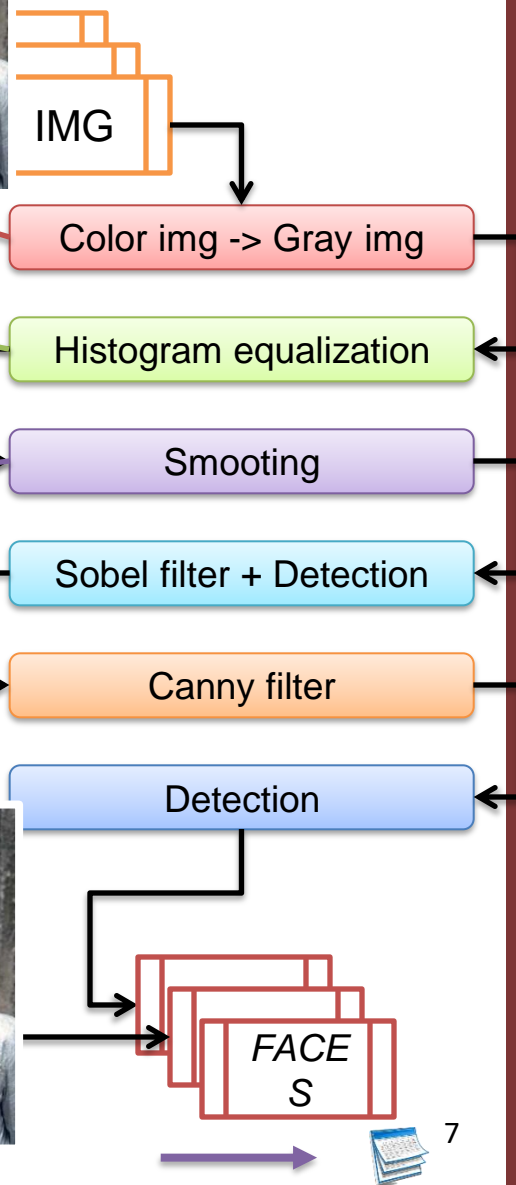 IMG
Color img -> Gray img
Histogram equalization
Smooting
Sobel filter + Detection
Canny filter
Detection
FACE
S
7